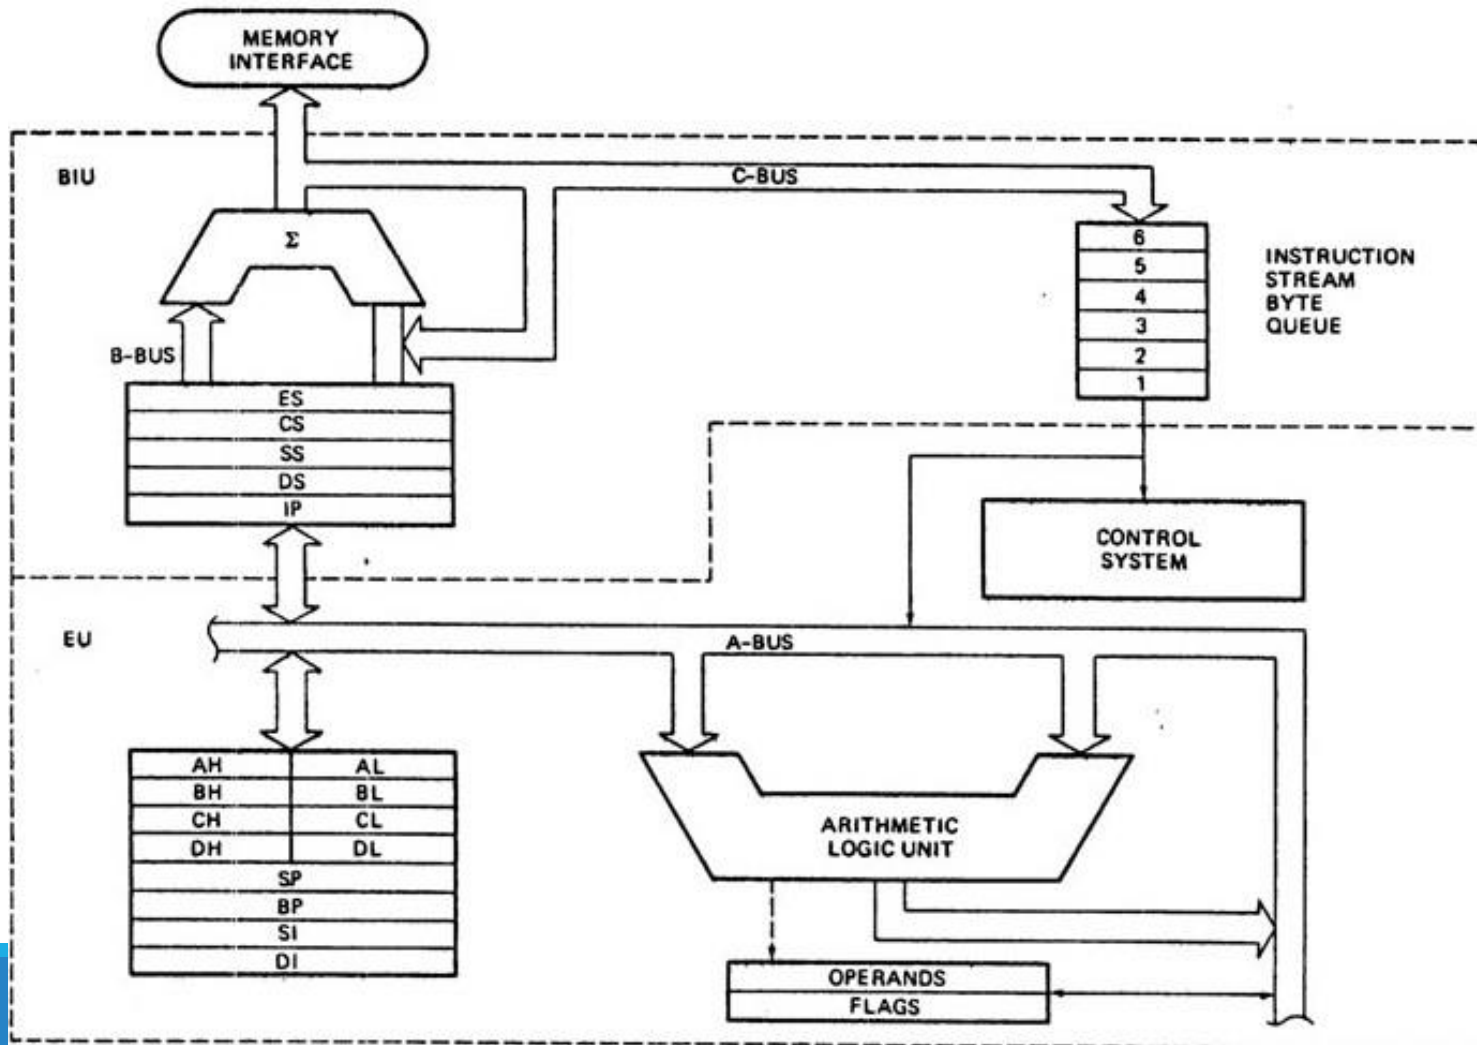 MEMORY
INTERFACE
BIU
C-BUS
Σ
6
5
4
3
2
1
INSTRUCTION
STREAM
BYTE
QUEUE
B-BUS
ES
CS
SS
DS
IP
CONTROL
SYSTEM
EU
A-BUS
AH AL
BH BL
CH CL
DH DL
SP
BP
SI
DI
ARITHMETIC
LOGIC UNIT
OPERANDS
FLAGS